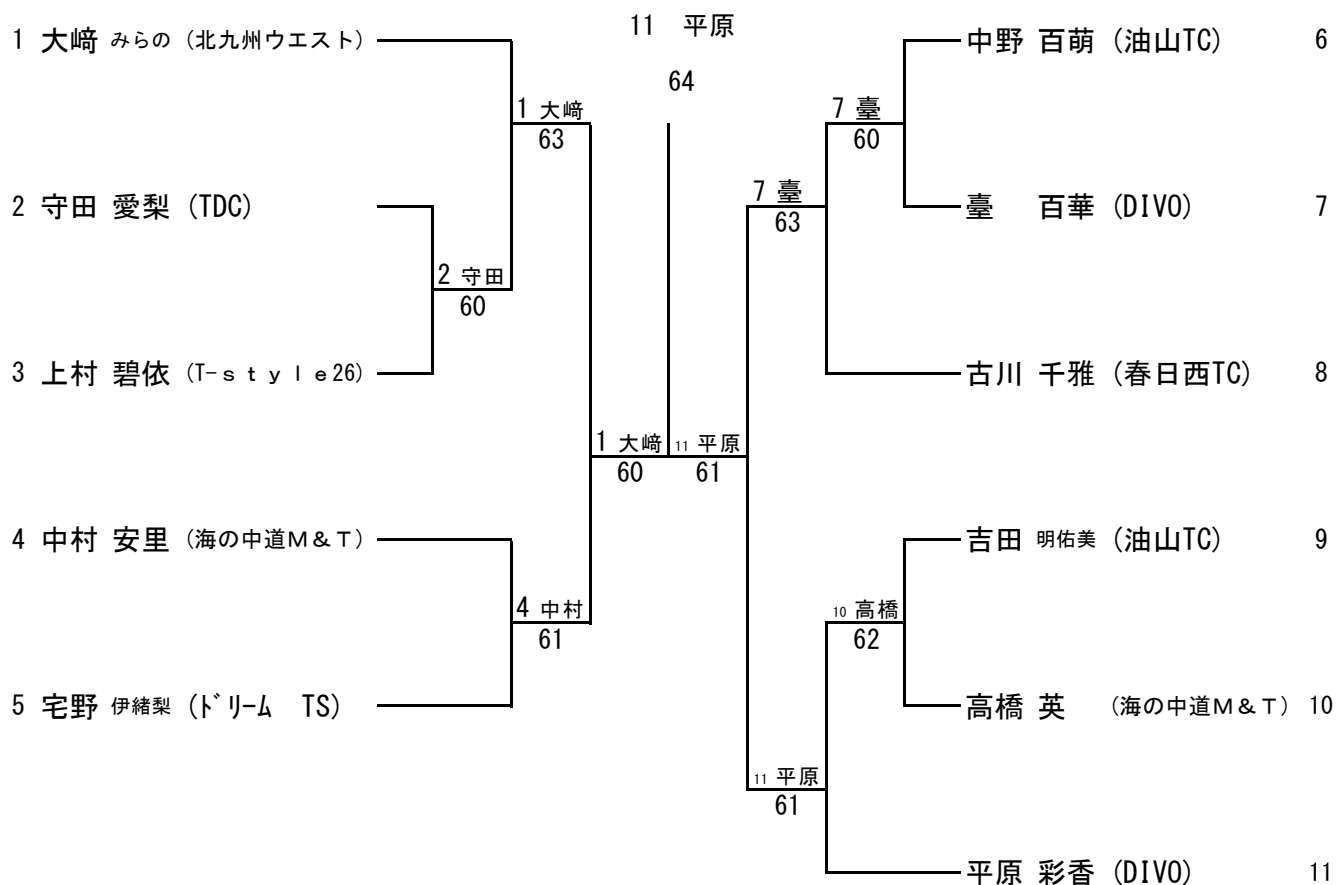 11 平原
64
1 大﨑 みらの (北九州ウエスト)
1 大﨑
63
2 守田 愛梨 (TDC)
2 守田
60
3 上村 碧依 (T-ｓｔｙｌｅ26)
1 大﨑
60
4 中村 安里 (海の中道Ｍ＆Ｔ)
4 中村
61
5 宅野 伊緒梨 (ﾄﾞﾘｰﾑ TS)
中野 百萌 (油山TC) 6
7 臺
60
臺 百華 (DIVO) 7
7 臺
63
古川 千雅 (春日西TC) 8
11 平原
61
吉田 明佑美 (油山TC) 9
10 高橋
62
高橋 英 (海の中道Ｍ＆Ｔ) 10
11 平原
61
平原 彩香 (DIVO) 11